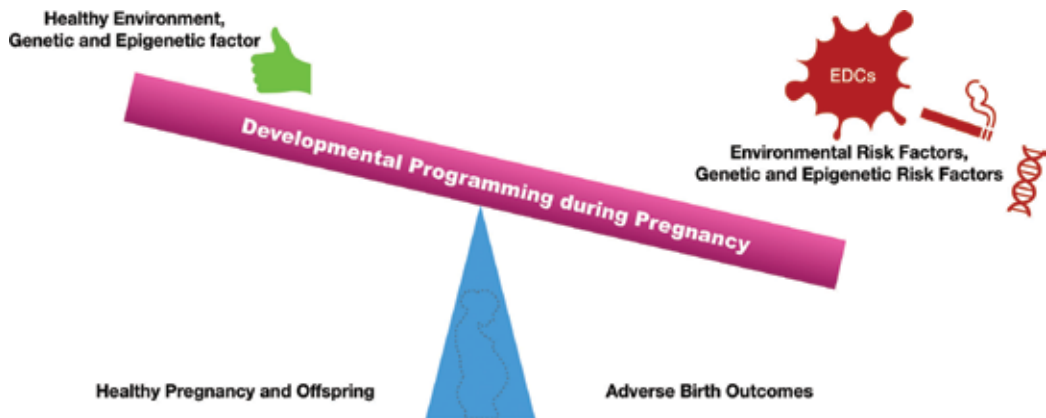 Healthy Environment,
Genetic and Epigenetic factor
EDCs
Environmental Risk Factors,
Genetic and Epigenetic Risk Factors
Developmental Programming during Pregnancy
Healthy Pregnancy and Offspring
Adverse Birth Outcomes